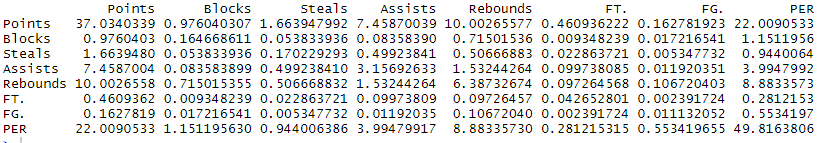 Points Blocks Steals Assists Rebounds FT. FG. PER
Points 37.0340339 0.976040307 1.663947992 7.45870039 10.00265577 0.460936222 0.162781923 22.0090533
Blocks 0.9760403 0.164668611 0.053833936 0.08358390 0.71501536 0.009348239 0.017216541 1.1511956
Steals 1.6639480 0.053833936 0.170229293 0.49923841 0.50666883 0.022863721 0.005347732 0.9440064
Assists 7.4587004 0.083583899 0.499238410 3.15692633 1.53244264 0.099738085 0.011920351 3.9947992
Rebounds 10.0026558 0.715015355 0.506668832 1.53244264 6.38732674 0.097264568 0.106720403 8.8833573
FT. 0.4609362 0.009348239 0.022863721 0.09973809 0.09726457 0.042652801 0.002391724 0.2812153
FG. 0.1627819 0.017216541 0.005347732 0.01192035 0.10672040 0.002391724 0.011132052 0.5534197
PER 22.0090533 1.151195630 0.944006386 3.99479917 8.88335730 0.281215315 0.553419655 49.8163806